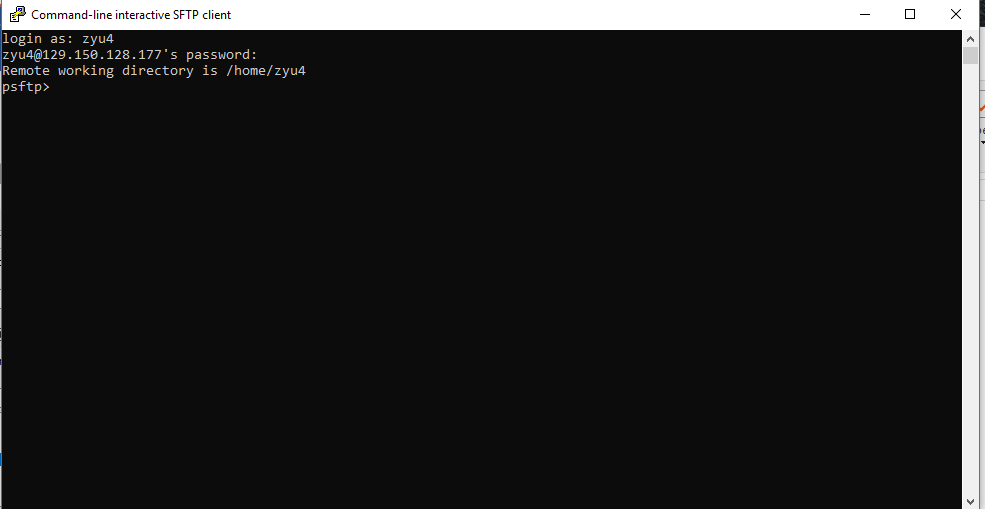 Command-line interactive SFTP client
login as: zyu4
zyu4@129.150.128.177's password:
Remote working directory is /home/zyu4
psftp>